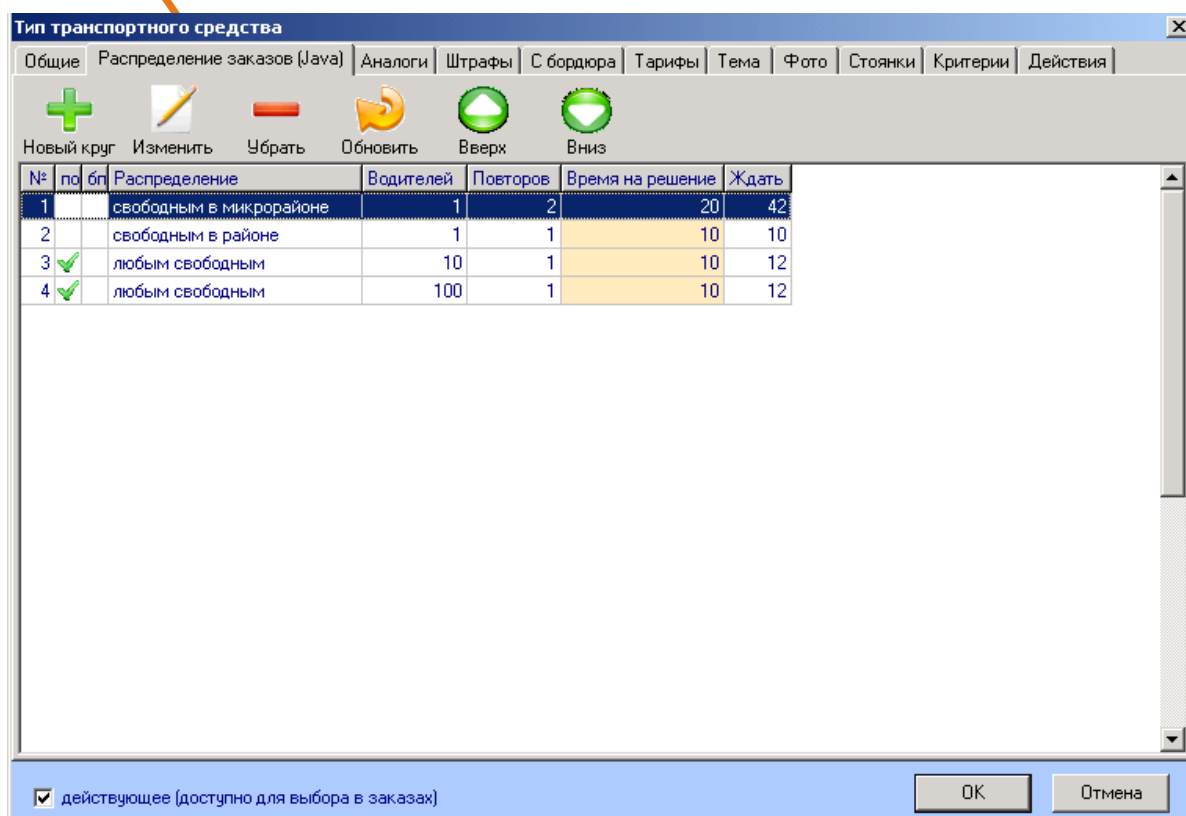 Тип транспортного средства
Общие Распределение заказов (Java) Аналоги Штрафы С бордюра Тарифы Тема Фото Стоянки Критерии Действия
Новый круг Изменить Убрать Обновить Вверх Вниз
№ по бп Распределение Водителей Повторов Время на решение Ждать
1 свободным в микрорайоне 1 2 20 42
2 свободным в районе 1 1 10 10
3 любым свободным 10 1 10 12
4 любым свободным 100 1 10 12
действующее (доступно для выбора в заказах) OK Отмена